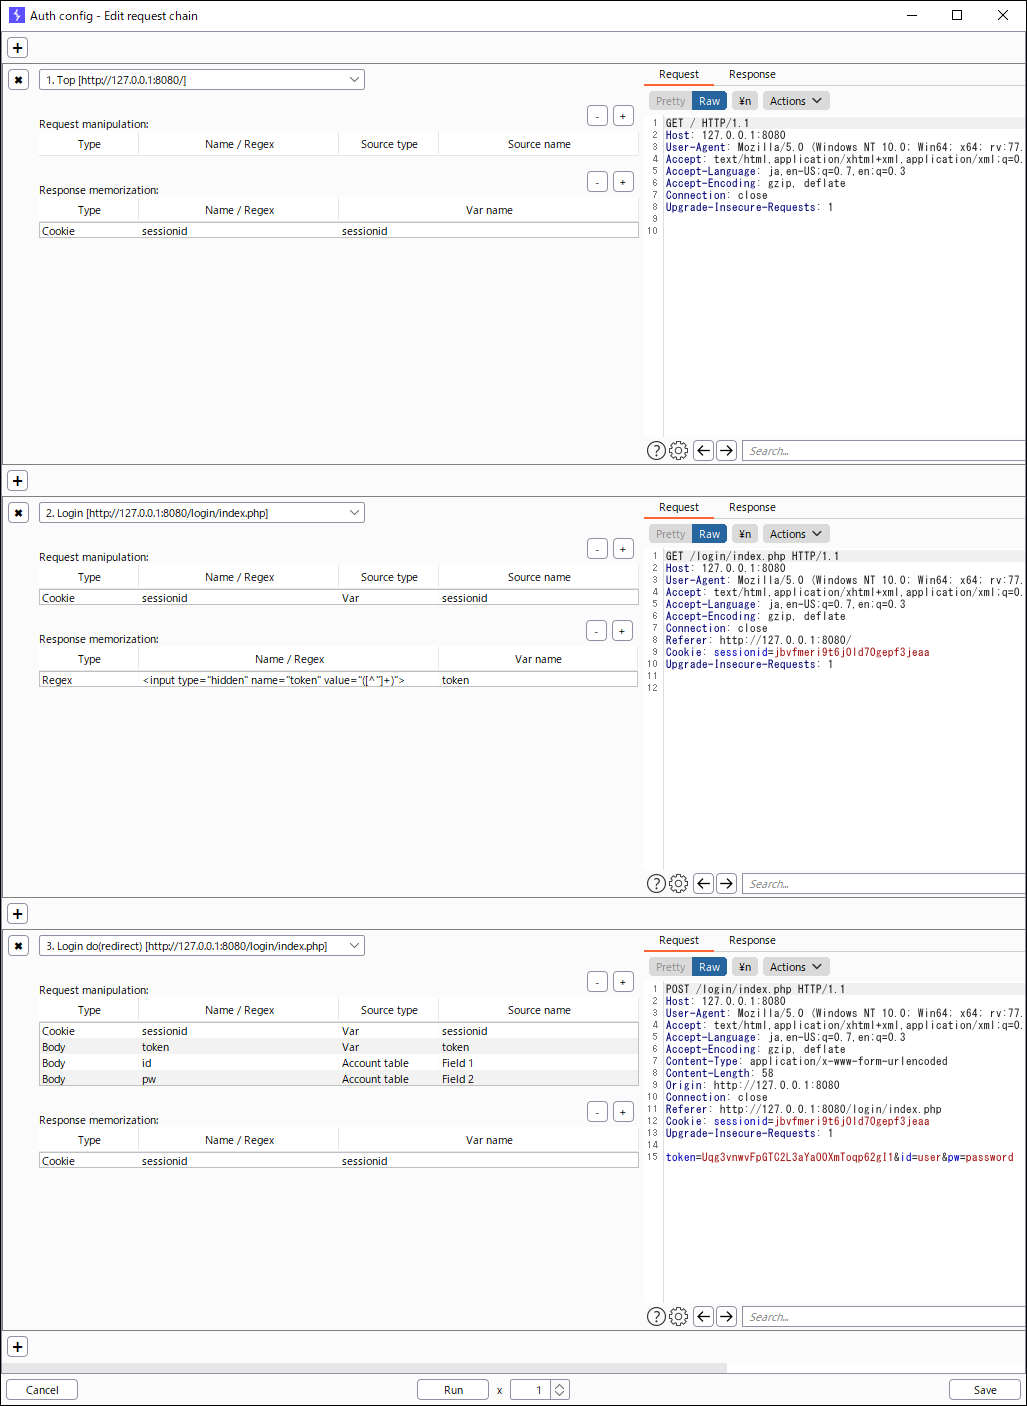 Auth config - Edit request chain
+
✖ 1. Top [http://127.0.0.1:8080/]
Request manipulation: - +
Type Name / Regex Source type Source name
Response memorization: - +
Type Name / Regex Var name
Cookie sessionid sessionid
Request Response
Pretty Raw ¥n Actions
1 GET / HTTP/1.1
2 Host: 127.0.0.1:8080
3 User-Agent: Mozilla/5.0 (Windows NT 10.0; Win64; x64; rv:77.
4 Accept: text/html,application/xhtml+xml,application/xml;q=0.
5 Accept-Language: ja,en-US;q=0.7,en;q=0.3
6 Accept-Encoding: gzip, deflate
7 Connection: close
8 Upgrade-Insecure-Requests: 1
9
10
? Search...
+
✖ 2. Login [http://127.0.0.1:8080/login/index.php]
Request manipulation: - +
Type Name / Regex Source type Source name
Cookie sessionid Var sessionid
Response memorization: - +
Type Name / Regex Var name
Regex <input type="hidden" name="token" value="([^"]+)"> token
Request Response
Pretty Raw ¥n Actions
1 GET /login/index.php HTTP/1.1
2 Host: 127.0.0.1:8080
3 User-Agent: Mozilla/5.0 (Windows NT 10.0; Win64; x64; rv:77.
4 Accept: text/html,application/xhtml+xml,application/xml;q=0.
5 Accept-Language: ja,en-US;q=0.7,en;q=0.3
6 Accept-Encoding: gzip, deflate
7 Connection: close
8 Referer: http://127.0.0.1:8080/
9 Cookie: sessionid=jbvfmeri9t6j0ld70gepf3jeaa
10 Upgrade-Insecure-Requests: 1
11
12
? Search...
+
✖ 3. Login do(redirect) [http://127.0.0.1:8080/login/index.php]
Request manipulation: - +
Type Name / Regex Source type Source name
Cookie sessionid Var sessionid
Body token Var token
Body id Account table Field 1
Body pw Account table Field 2
Response memorization: - +
Type Name / Regex Var name
Cookie sessionid sessionid
Request Response
Pretty Raw ¥n Actions
1 POST /login/index.php HTTP/1.1
2 Host: 127.0.0.1:8080
3 User-Agent: Mozilla/5.0 (Windows NT 10.0; Win64; x64; rv:77.
4 Accept: text/html,application/xhtml+xml,application/xml;q=0.
5 Accept-Language: ja,en-US;q=0.7,en;q=0.3
6 Accept-Encoding: gzip, deflate
7 Content-Type: application/x-www-form-urlencoded
8 Content-Length: 58
9 Origin: http://127.0.0.1:8080
10 Connection: close
11 Referer: http://127.0.0.1:8080/login/index.php
12 Cookie: sessionid=jbvfmeri9t6j0ld70gepf3jeaa
13 Upgrade-Insecure-Requests: 1
14
15 token=Uqg3vnwvFpGTC2L3aYaO0XmToqp62gI1&id=user&pw=password
? Search...
+
Cancel Run x 1 Save